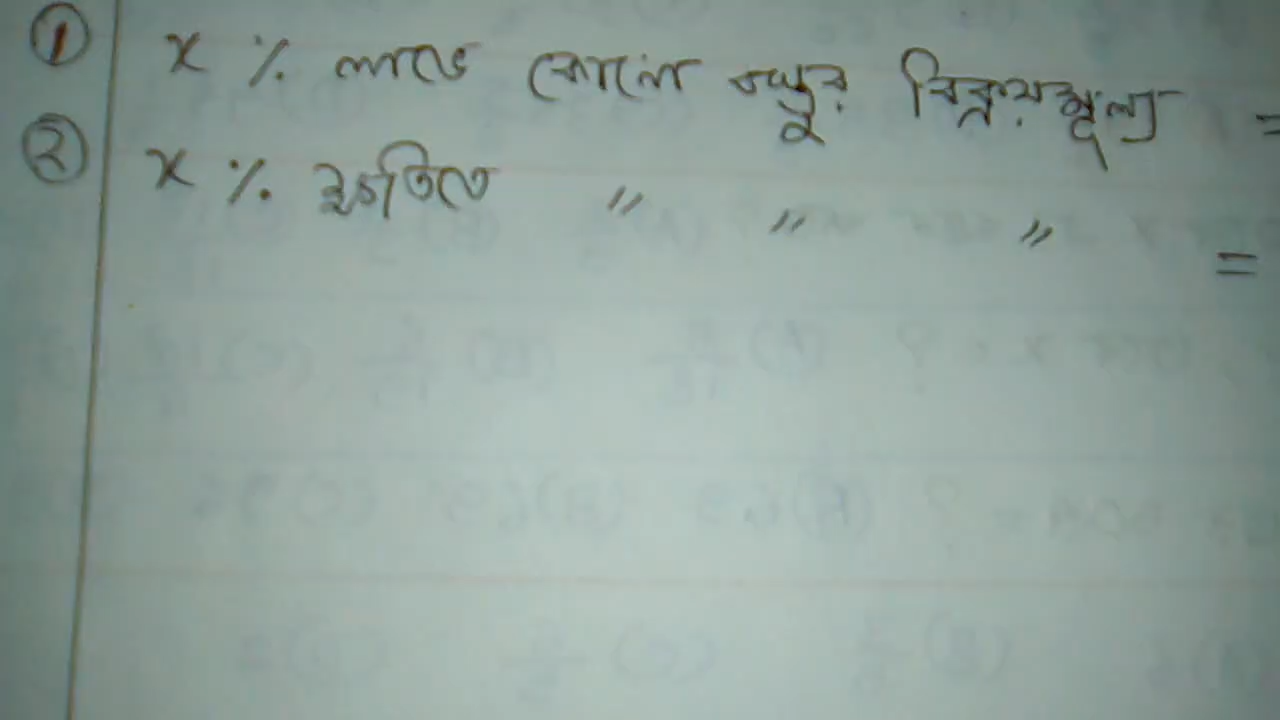 ① x % লাভে কোনো বস্তুর বিক্রয়মূল্য =
② x % ক্ষতিতে " " " =